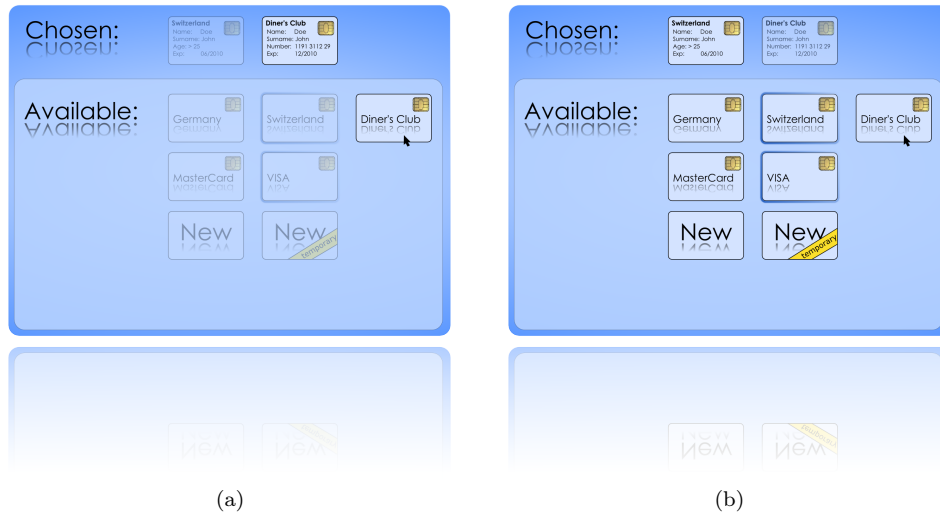 Chosen:
Switzerland
Name: Doe
Surname: John
Age: > 25
Exp: 06/2010
Diner's Club
Name: Doe
Surname: John
Number: 1191 3112 29
Exp: 12/2010
Available:
Germany
Switzerland
Diner's Club
MasterCard
VISA
New
New
temporary
(a)
Chosen:
Switzerland
Name: Doe
Surname: John
Age: > 25
Exp: 06/2010
Diner's Club
Name: Doe
Surname: John
Number: 1191 3112 29
Exp: 12/2010
Available:
Germany
Switzerland
Diner's Club
MasterCard
VISA
New
New
temporary
(b)